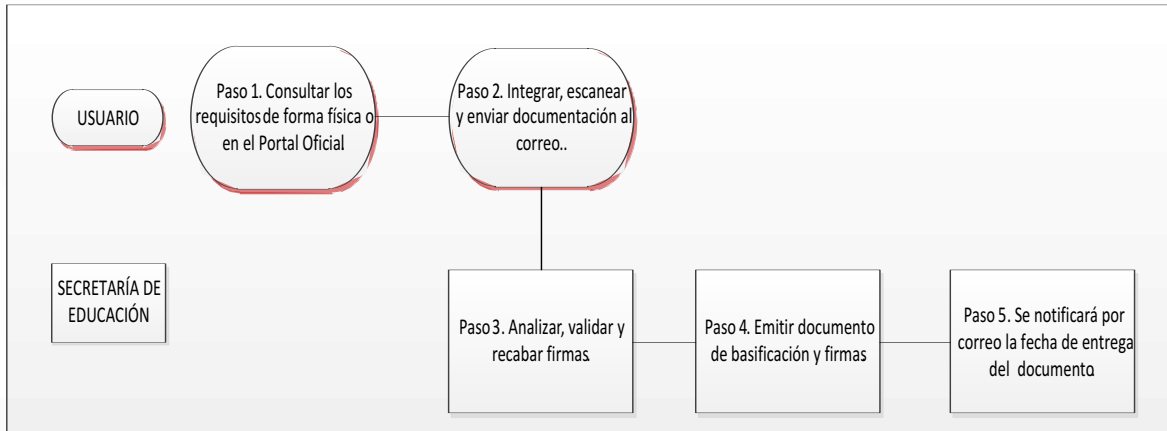 USUARIO
Paso 1. Consultar los
requisitos de forma física o
en el Portal Oficial
Paso 2. Integrar, escanear
y enviar documentación al
correo..
SECRETARÍA DE
EDUCACIÓN
Paso 3. Analizar, validar y
recabar firmas.
Paso 4. Emitir documento
de basificación y firmas
Paso 5. Se notificará por
correo la fecha de entrega
del documento.